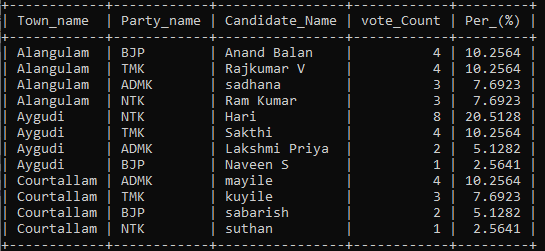 Town_name | Party_name | Candidate_Name | vote_Count | Per_(%)
Alangulam | BJP | Anand Balan | 4 | 10.2564
Alangulam | TMK | Rajkumar V | 4 | 10.2564
Alangulam | ADMK | sadhana | 3 | 7.6923
Alangulam | NTK | Ram Kumar | 3 | 7.6923
Aygudi | NTK | Hari | 8 | 20.5128
Aygudi | TMK | Sakthi | 4 | 10.2564
Aygudi | ADMK | Lakshmi Priya | 2 | 5.1282
Aygudi | BJP | Naveen S | 1 | 2.5641
Courtallam | ADMK | mayile | 4 | 10.2564
Courtallam | TMK | kuyile | 3 | 7.6923
Courtallam | BJP | sabarish | 2 | 5.1282
Courtallam | NTK | suthan | 1 | 2.5641